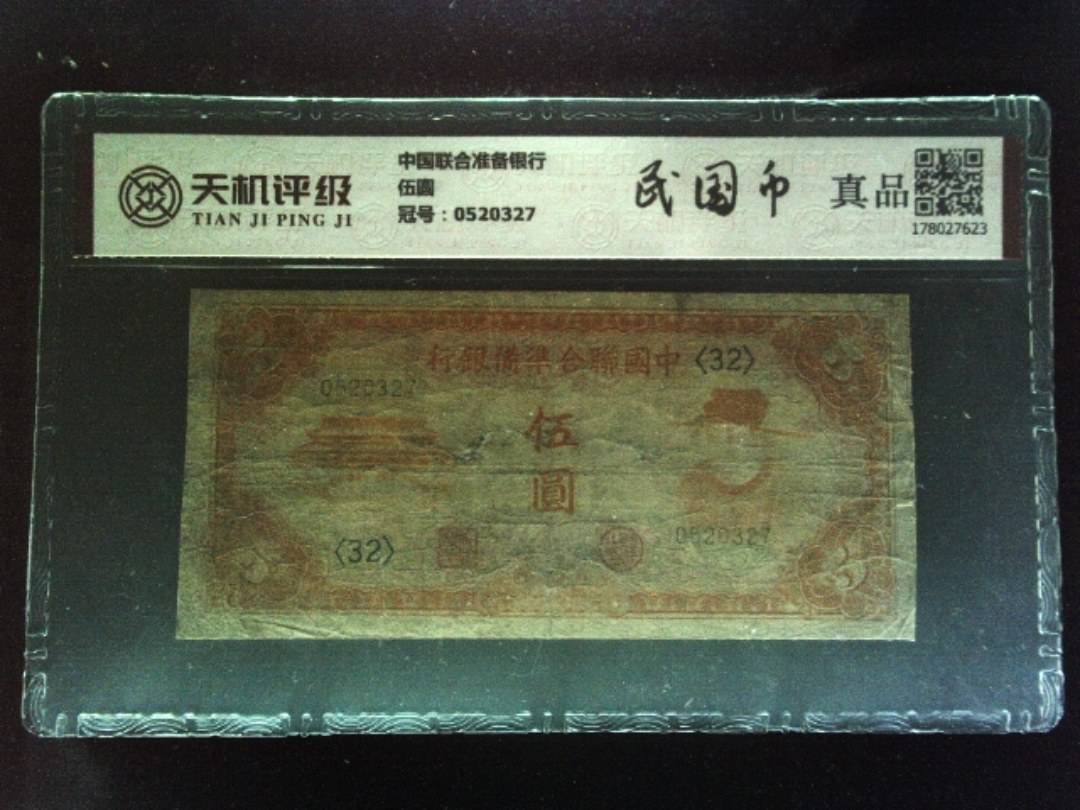 天机评级
TIAN JI PING JI
中国联合准备银行
伍圆
冠号：0520327
民国币
真品
178027623
行銀備準合聯國中
〈32〉
0520327
伍
圓
〈32〉
0520327